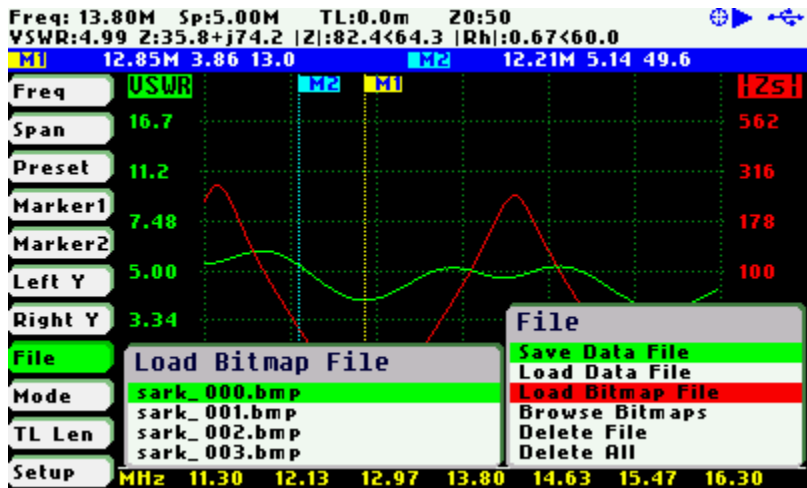 Freq: 13.80M Sp:5.00M TL:0.0m Z0:50
VSWR:4.99 Z:35.8+j74.2 |Z|:82.4<64.3 |Rh|:0.67<60.0
M1 12.85M 3.86 13.0 M2 12.21M 5.14 49.6
Freq
Span
Preset
Marker1
Marker2
Left Y
Right Y
File
Mode
TL Len
Setup
VSWR M2 M1 |Zs|
16.7 562
11.2 316
7.48 178
5.00 100
3.34
Load Bitmap File
sark_000.bmp
sark_001.bmp
sark_002.bmp
sark_003.bmp
File
Save Data File
Load Data File
Load Bitmap File
Browse Bitmaps
Delete File
Delete All
MHz 11.30 12.13 12.97 13.80 14.63 15.47 16.30